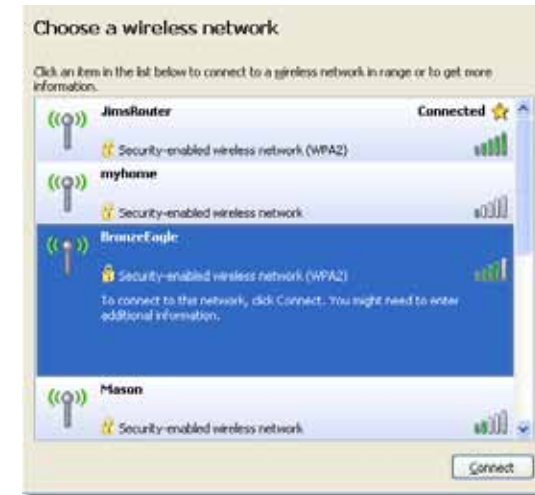 Choose a wireless network
Click an item in the list below to connect to a wireless network in range or to get more
information.
JimsRouter Connected
Security-enabled wireless network (WPA2)
myhome
Security-enabled wireless network
BronzeEagle
Security-enabled wireless network (WPA2)
To connect to this network, click Connect. You might need to enter
additional information.
Mason
Security-enabled wireless network
Connect